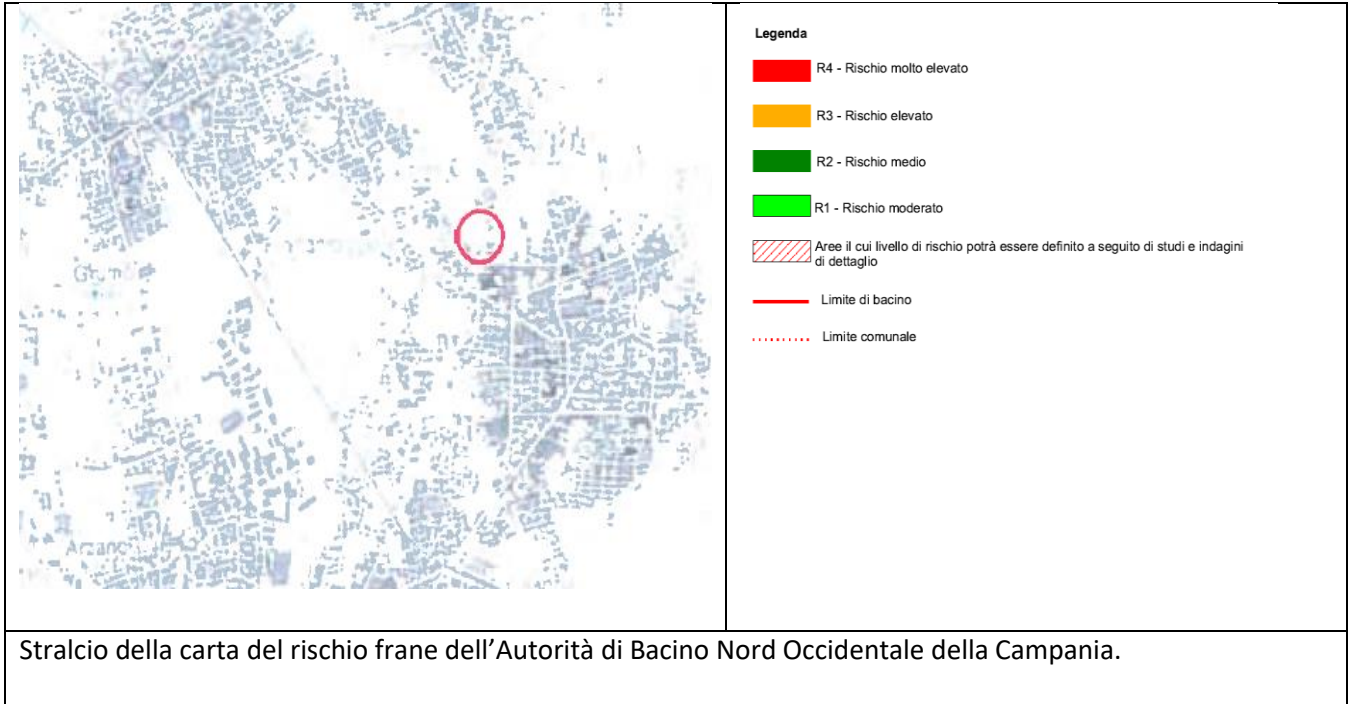 Grum
Arzano
Legenda
R4 - Rischio molto elevato
R3 - Rischio elevato
R2 - Rischio medio
R1 - Rischio moderato
Aree il cui livello di rischio potrà essere definito a seguito di studi e indagini
di dettaglio
Limite di bacino
Limite comunale
Stralcio della carta del rischio frane dell’Autorità di Bacino Nord Occidentale della Campania.